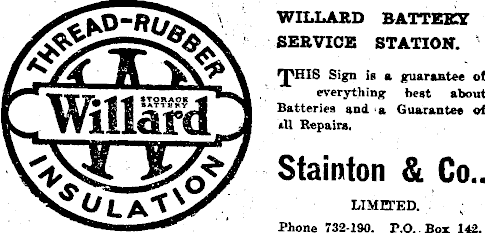 THREAD-RUBBER
STORAGE
BATTERY
Willard
INSULATION
WILLARD BATTERY
SERVICE STATION.
THIS Sign is a guarantee of
everything best about
Batteries and a Guarantee of
all Repairs.
Stainton & Co..
LIMITED.
Phone 732-190. P.O. Box 142.